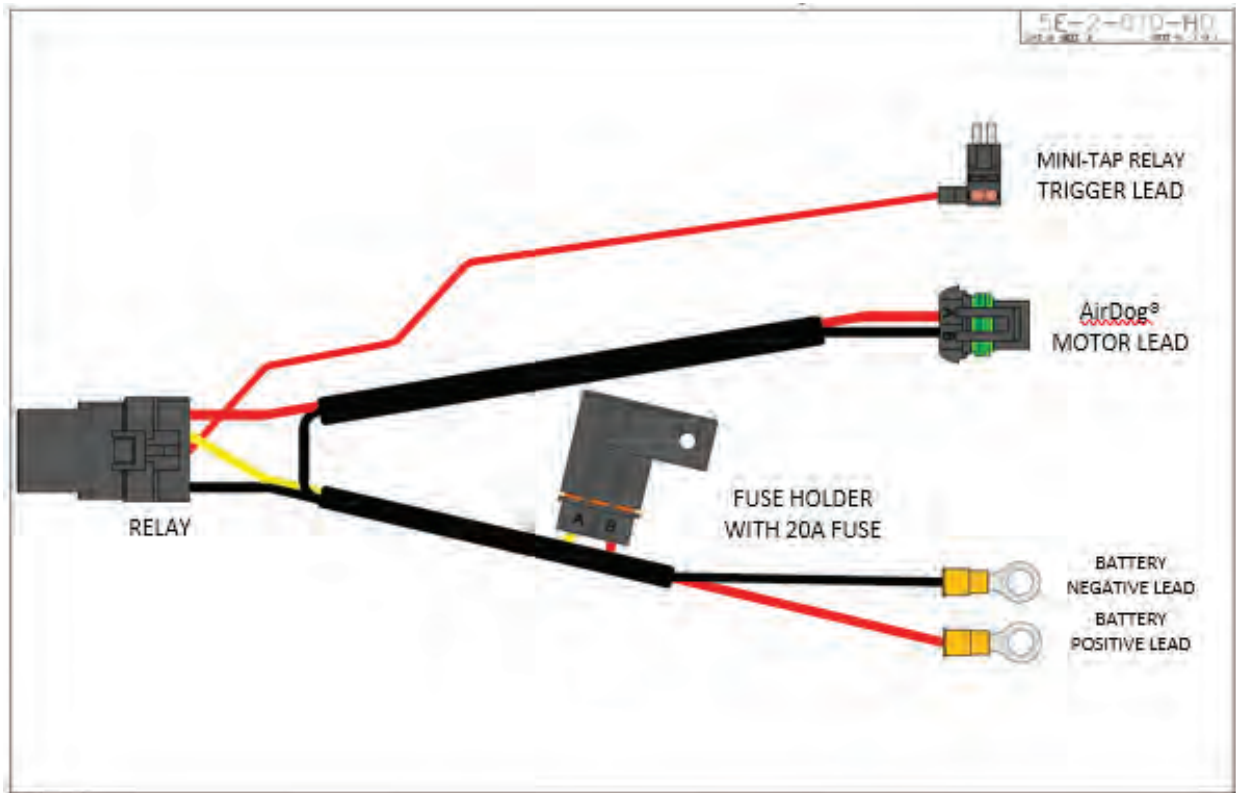 5E-2-070-HD
MINI-TAP RELAY
TRIGGER LEAD
A
B
AirDog®
MOTOR LEAD
RELAY
A B
FUSE HOLDER
WITH 20A FUSE
BATTERY
NEGATIVE LEAD
BATTERY
POSITIVE LEAD